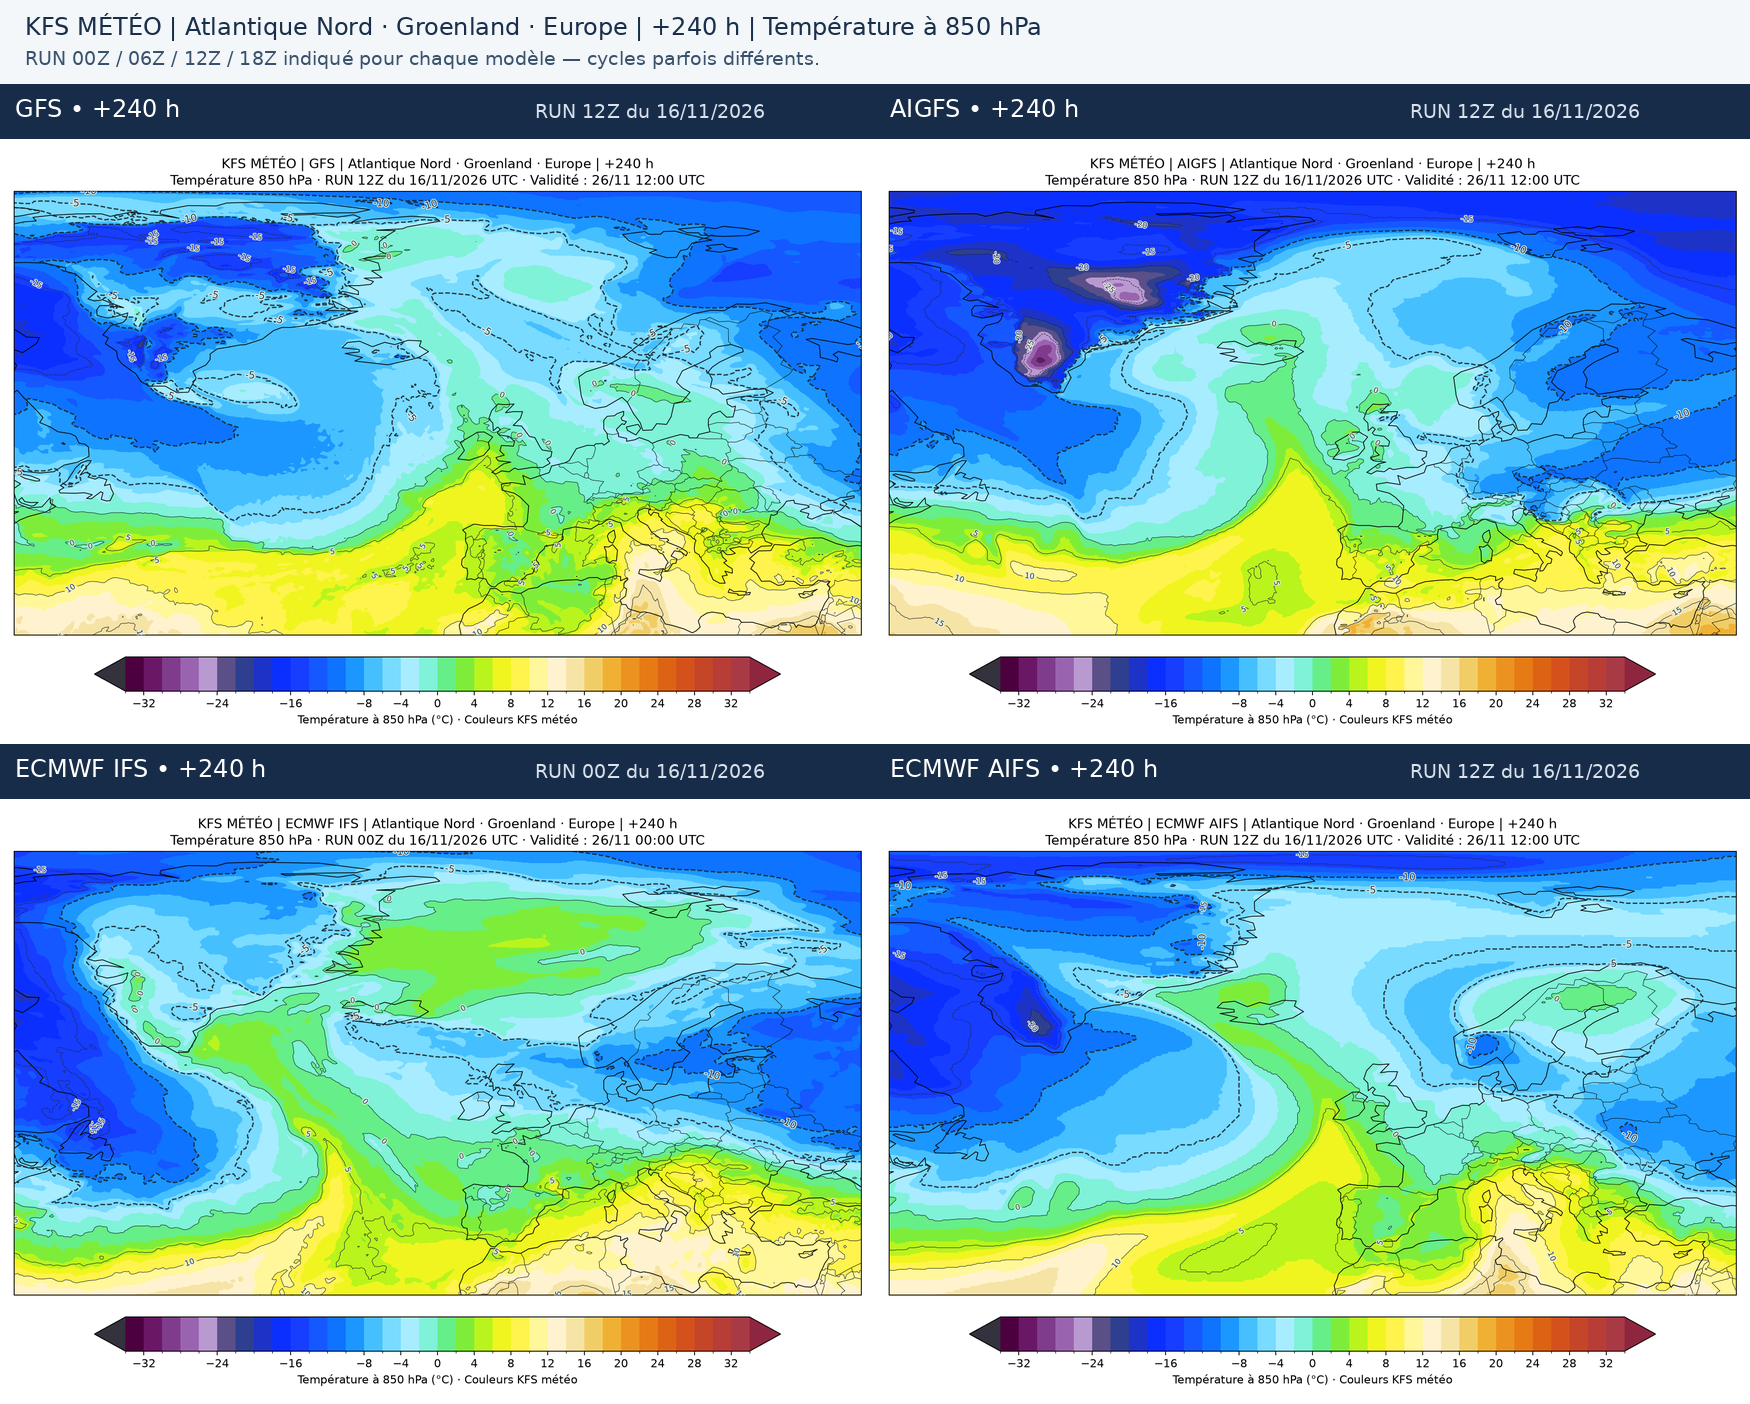 KFS MÉTÉO | Atlantique Nord · Groenland · Europe | +240 h | Température à 850 hPa
RUN 00Z / 06Z / 12Z / 18Z indiqué pour chaque modèle — cycles parfois différents.
GFS • +240 h RUN 12Z du 16/11/2026
KFS MÉTÉO | GFS | Atlantique Nord · Groenland · Europe | +240 h
Température 850 hPa · RUN 12Z du 16/11/2026 UTC · Validité : 26/11 12:00 UTC
−32 −24 −16 −8 −4 0 4 8 12 16 20 24 28 32
Température à 850 hPa (°C) · Couleurs KFS météo
AIGFS • +240 h RUN 12Z du 16/11/2026
KFS MÉTÉO | AIGFS | Atlantique Nord · Groenland · Europe | +240 h
Température 850 hPa · RUN 12Z du 16/11/2026 UTC · Validité : 26/11 12:00 UTC
−32 −24 −16 −8 −4 0 4 8 12 16 20 24 28 32
Température à 850 hPa (°C) · Couleurs KFS météo
ECMWF IFS • +240 h RUN 00Z du 16/11/2026
KFS MÉTÉO | ECMWF IFS | Atlantique Nord · Groenland · Europe | +240 h
Température 850 hPa · RUN 00Z du 16/11/2026 UTC · Validité : 26/11 00:00 UTC
−32 −24 −16 −8 −4 0 4 8 12 16 20 24 28 32
Température à 850 hPa (°C) · Couleurs KFS météo
ECMWF AIFS • +240 h RUN 12Z du 16/11/2026
KFS MÉTÉO | ECMWF AIFS | Atlantique Nord · Groenland · Europe | +240 h
Température 850 hPa · RUN 12Z du 16/11/2026 UTC · Validité : 26/11 12:00 UTC
−32 −24 −16 −8 −4 0 4 8 12 16 20 24 28 32
Température à 850 hPa (°C) · Couleurs KFS météo